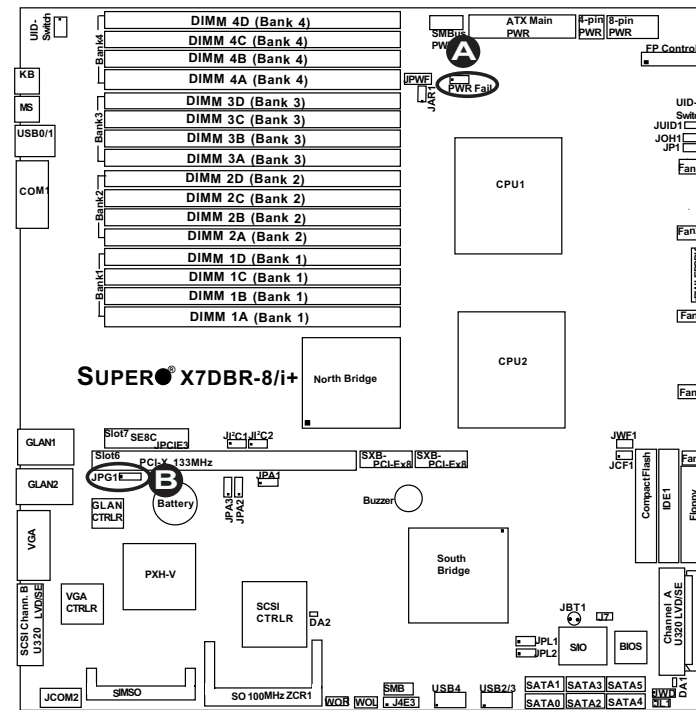 UID-
Switch
DIMM 4D (Bank 4)
DIMM 4C (Bank 4)
DIMM 4B (Bank 4)
DIMM 4A (Bank 4)
DIMM 3D (Bank 3)
DIMM 3C (Bank 3)
DIMM 3B (Bank 3)
DIMM 3A (Bank 3)
DIMM 2D (Bank 2)
DIMM 2C (Bank 2)
DIMM 2B (Bank 2)
DIMM 2A (Bank 2)
DIMM 1D (Bank 1)
DIMM 1C (Bank 1)
DIMM 1B (Bank 1)
DIMM 1A (Bank 1)
Bank4
Bank3
Bank2
Bank1
KB
MS
USB0/1
COM1
SMBus
PW
A
ATX Main
PWR
4-pin
PWR
8-pin
PWR
FP Control
JPWF
JAR1
PWR Fail
UID-
Swit
JUID1
JOH1
JP1
Fan
Fan
Fan
Fan
Fan
CPU1
CPU2
SUPER® X7DBR-8/i+
North Bridge
GLAN1
GLAN2
VGA
SCSI Chann. B
U320 LVD/SE
JCOM2
Slot7
SE8C
JPCIE3
JI²C1
JI²C2
Slot6
PCI-X 133MHz
SXB-
PCI-Ex8
SXB-
PCI-Ex8
JPG1
B
Battery
GLAN
CTRLR
JPA3
JPA2
JPA1
Buzzer
JWF1
JCF1
CompactFlash
IDE1
Floppy
PXH-V
VGA
CTRLR
SCSI
CTRLR
DA2
South
Bridge
JBT1
J7
JPL1
JPL2
S/IO
BIOS
Channel A
U320 LVD/SE
SIMSO
SO 100MHz ZCR1
WOR
WOL
SMB
J4E3
USB4
USB2/3
SATA1
SATA3
SATA5
SATA0
SATA2
SATA4
JWD
JL1
DA1